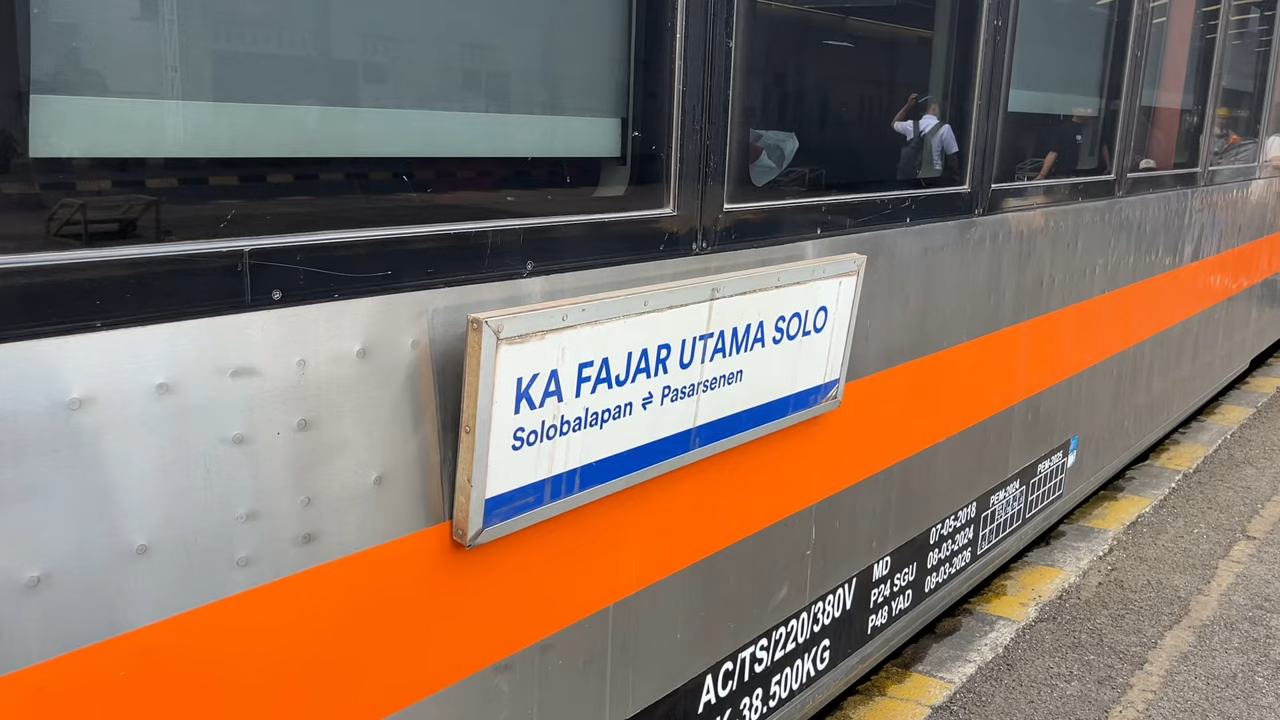 KA FAJAR UTAMA SOLO
Solobalapan ⇌ Pasarsenen
AC/TS/220/380V
38.500KG
MD 07-05-2018
P24 SGU 08-03-2024
P48 YAD 08-03-2026
PEM-2024
PEM-2025